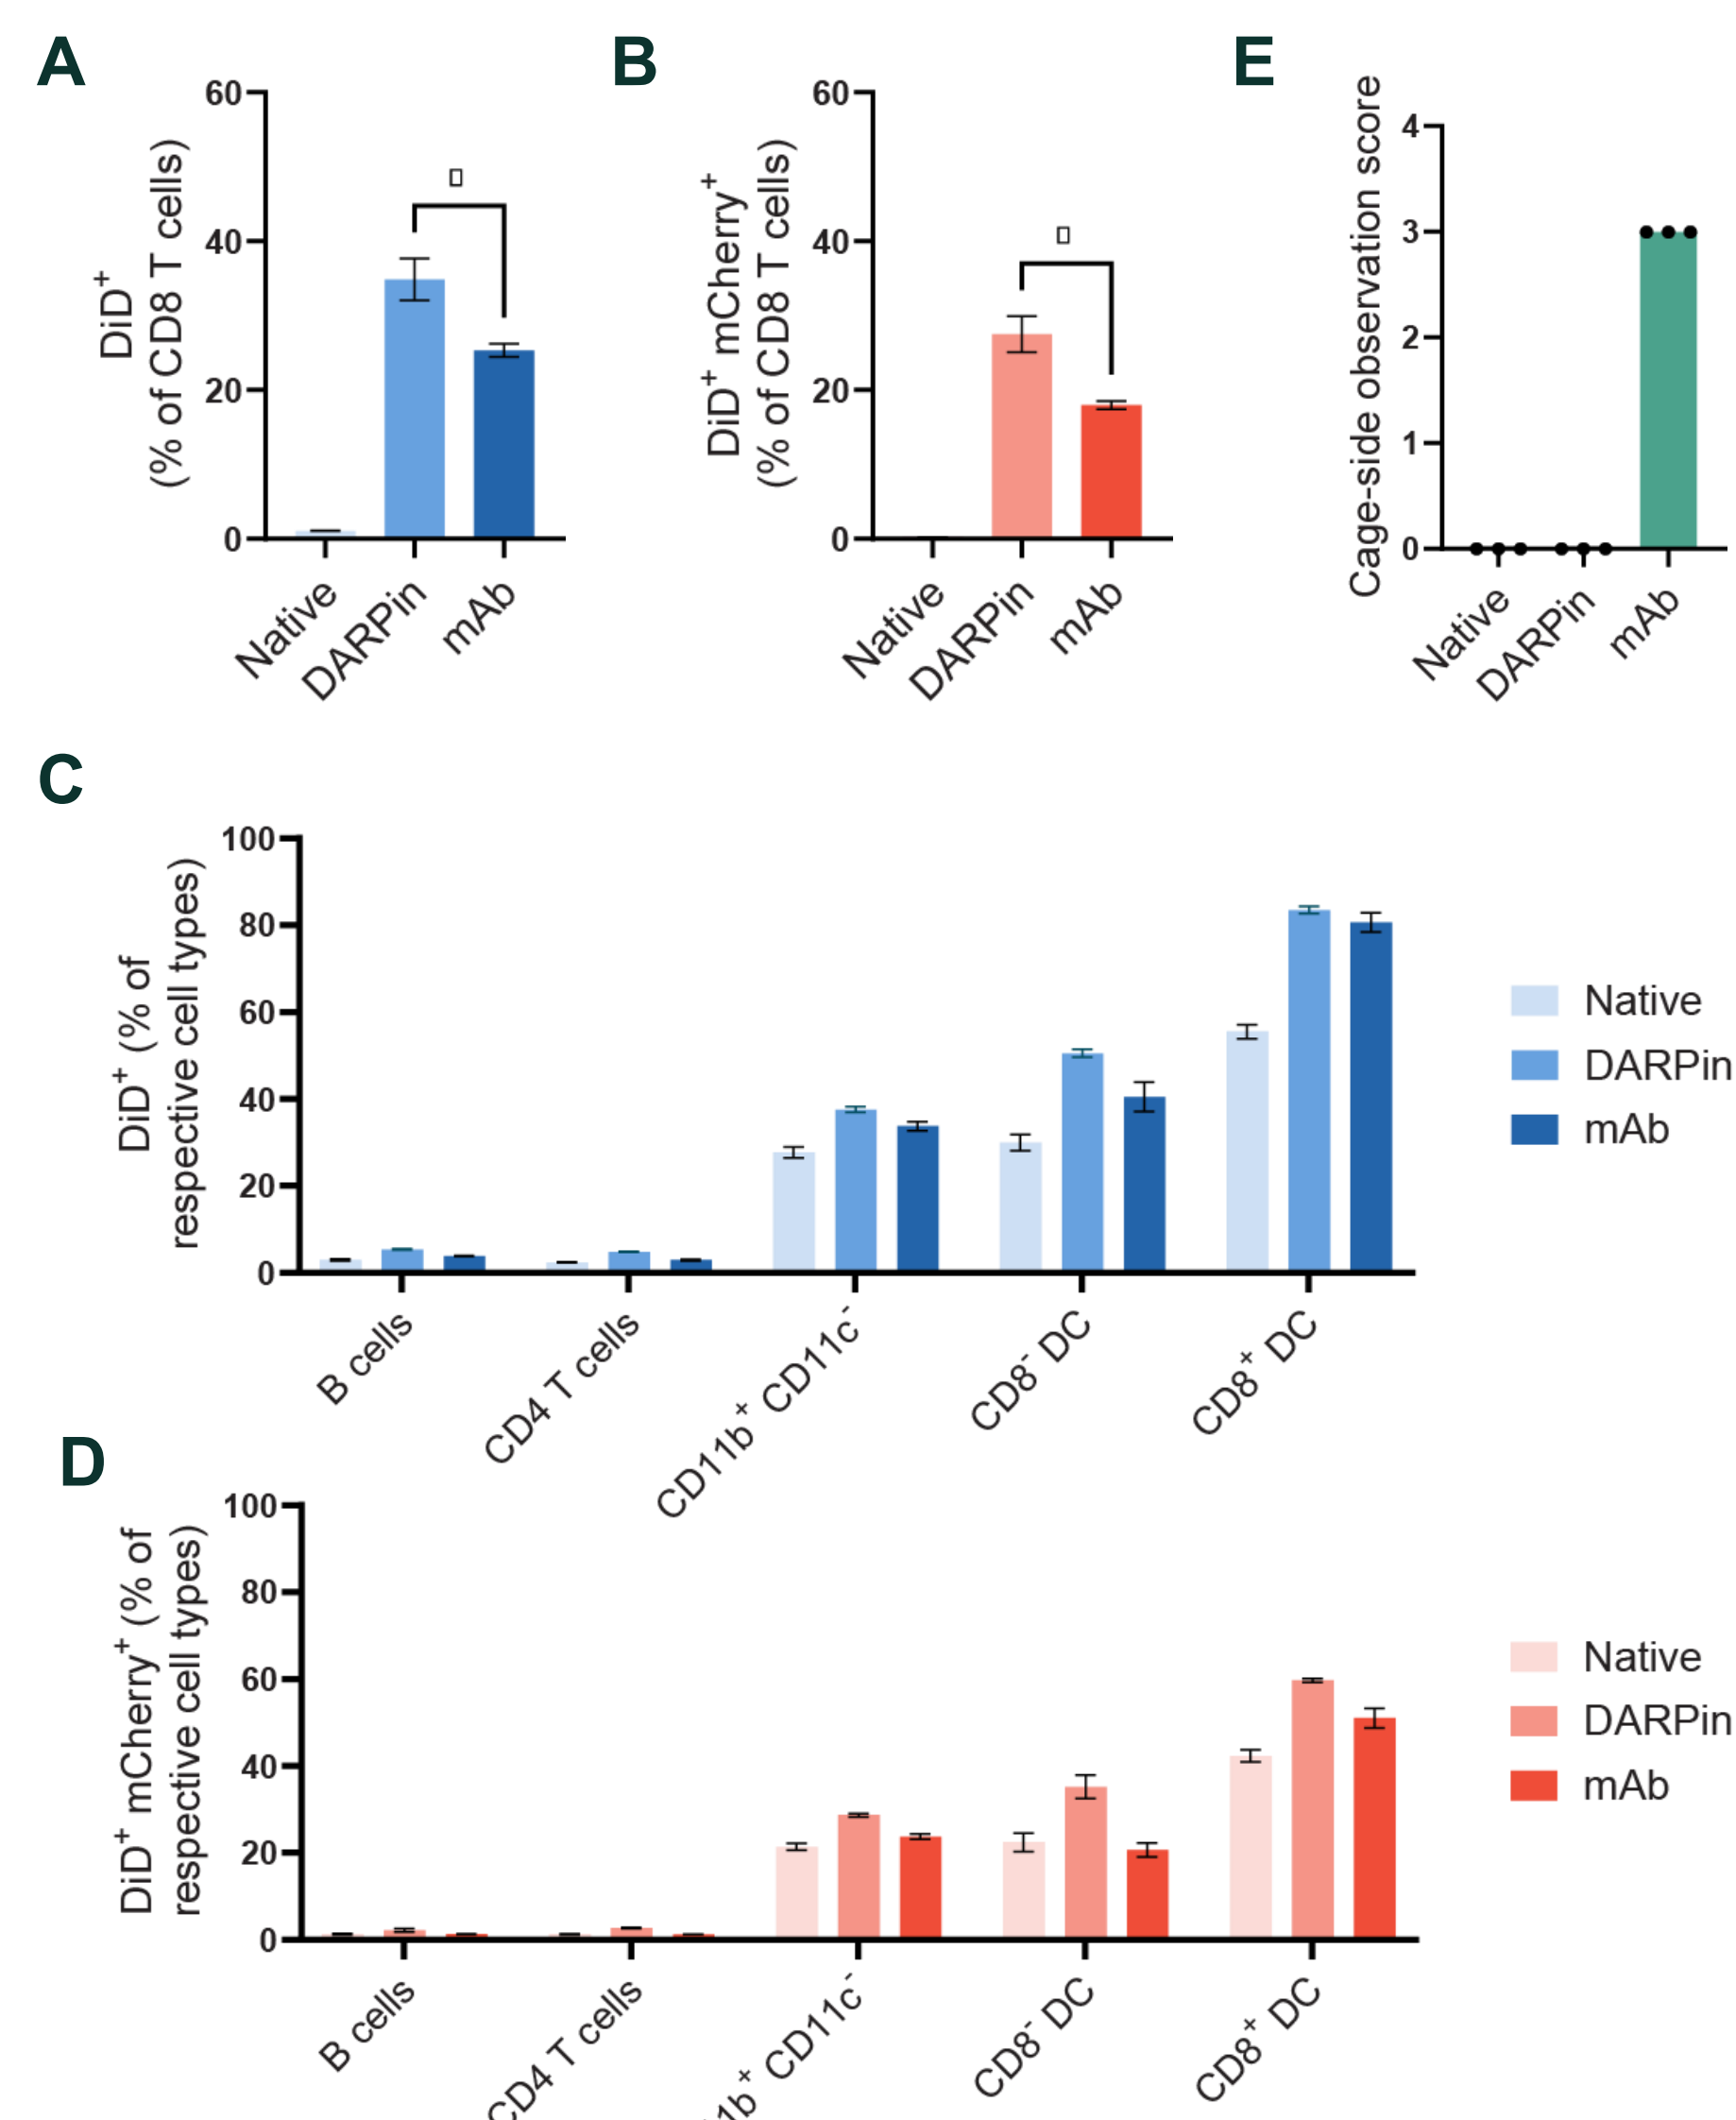 A
60
40
20
0
DiD⁺
(% of CD8 T cells)
Native
DARPin
mAb
B
60
40
20
0
DiD⁺ mCherry⁺
(% of CD8 T cells)
Native
DARPin
mAb
E
4
3
2
1
0
Cage-side observation score
Native
DARPin
mAb
C
100
80
60
40
20
0
DiD⁺ (% of
respective cell types)
B cells
CD4 T cells
CD11b⁺ CD11c⁻
CD8⁻ DC
CD8⁺ DC
Native
DARPin
mAb
D
100
80
60
40
20
0
DiD⁺ mCherry⁺ (% of
respective cell types)
B cells
CD4 T cells
1b⁺ CD11c⁻
CD8⁻ DC
CD8⁺ DC
Native
DARPin
mAb